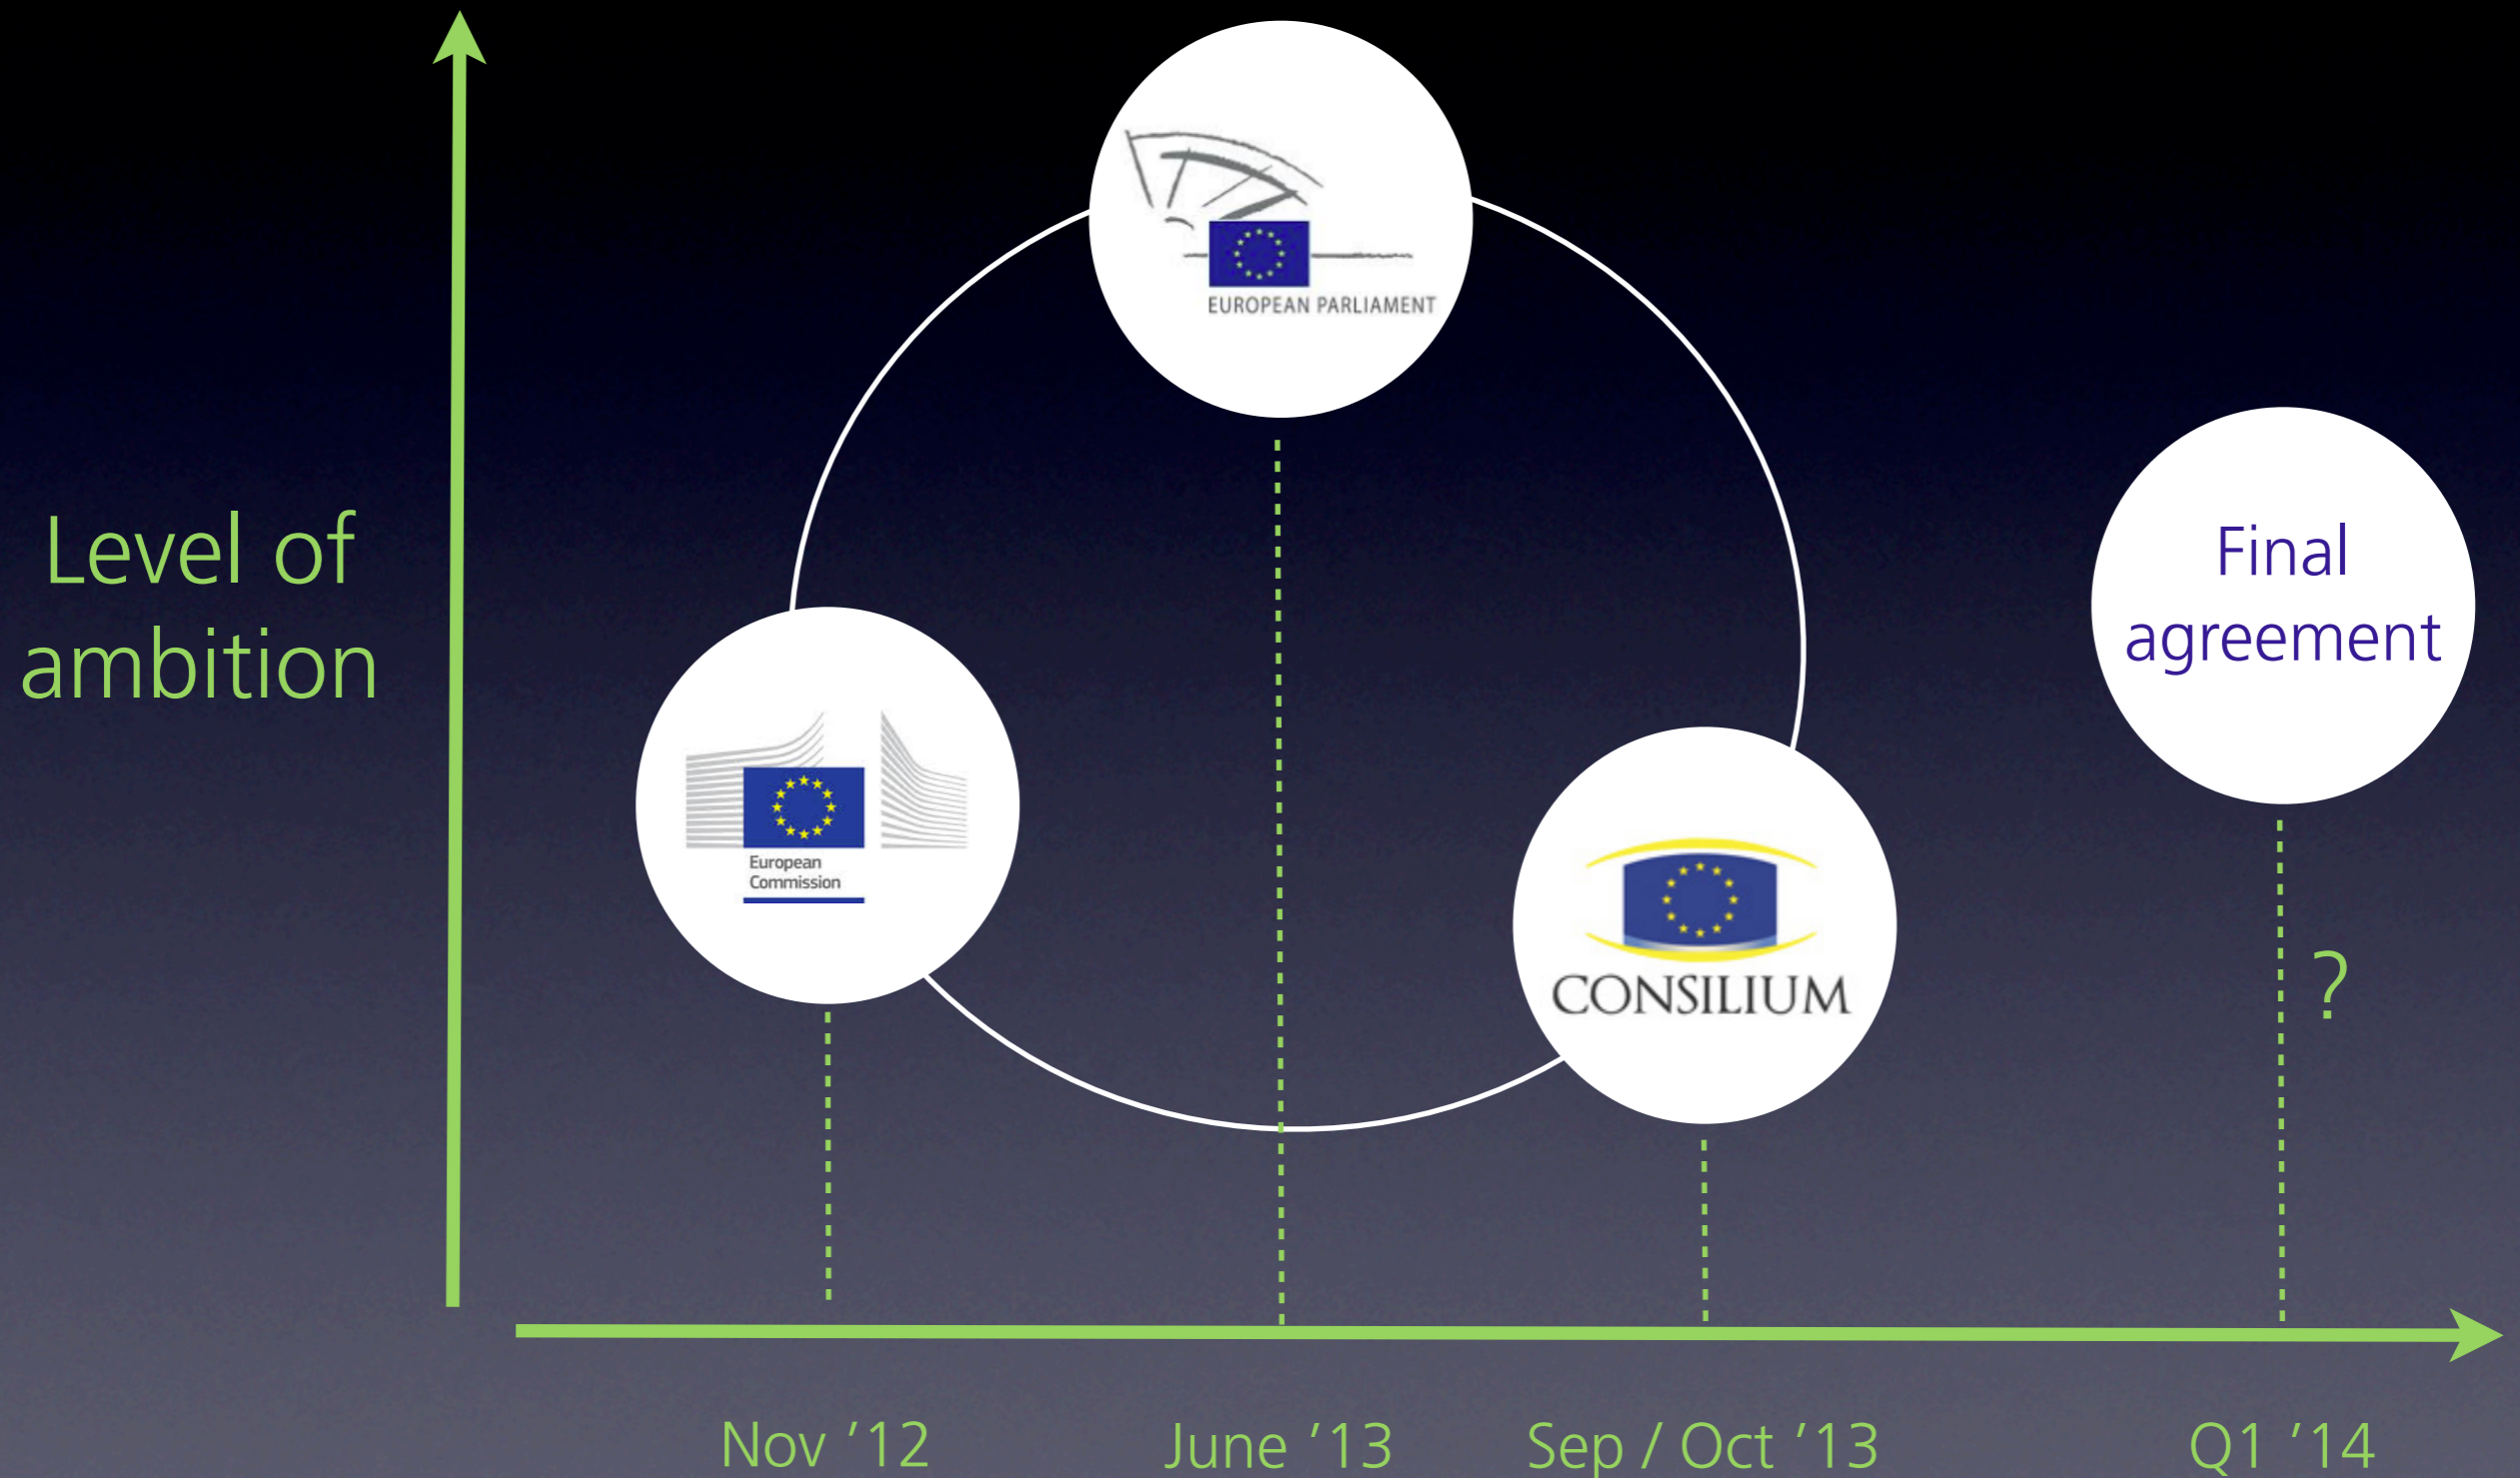 EUROPEAN PARLIAMENT
Level of
ambition
Final
agreement
European
Commission
CONSILIUM
?
Nov ’12
June ’13
Sep / Oct ’13
Q1 ’14